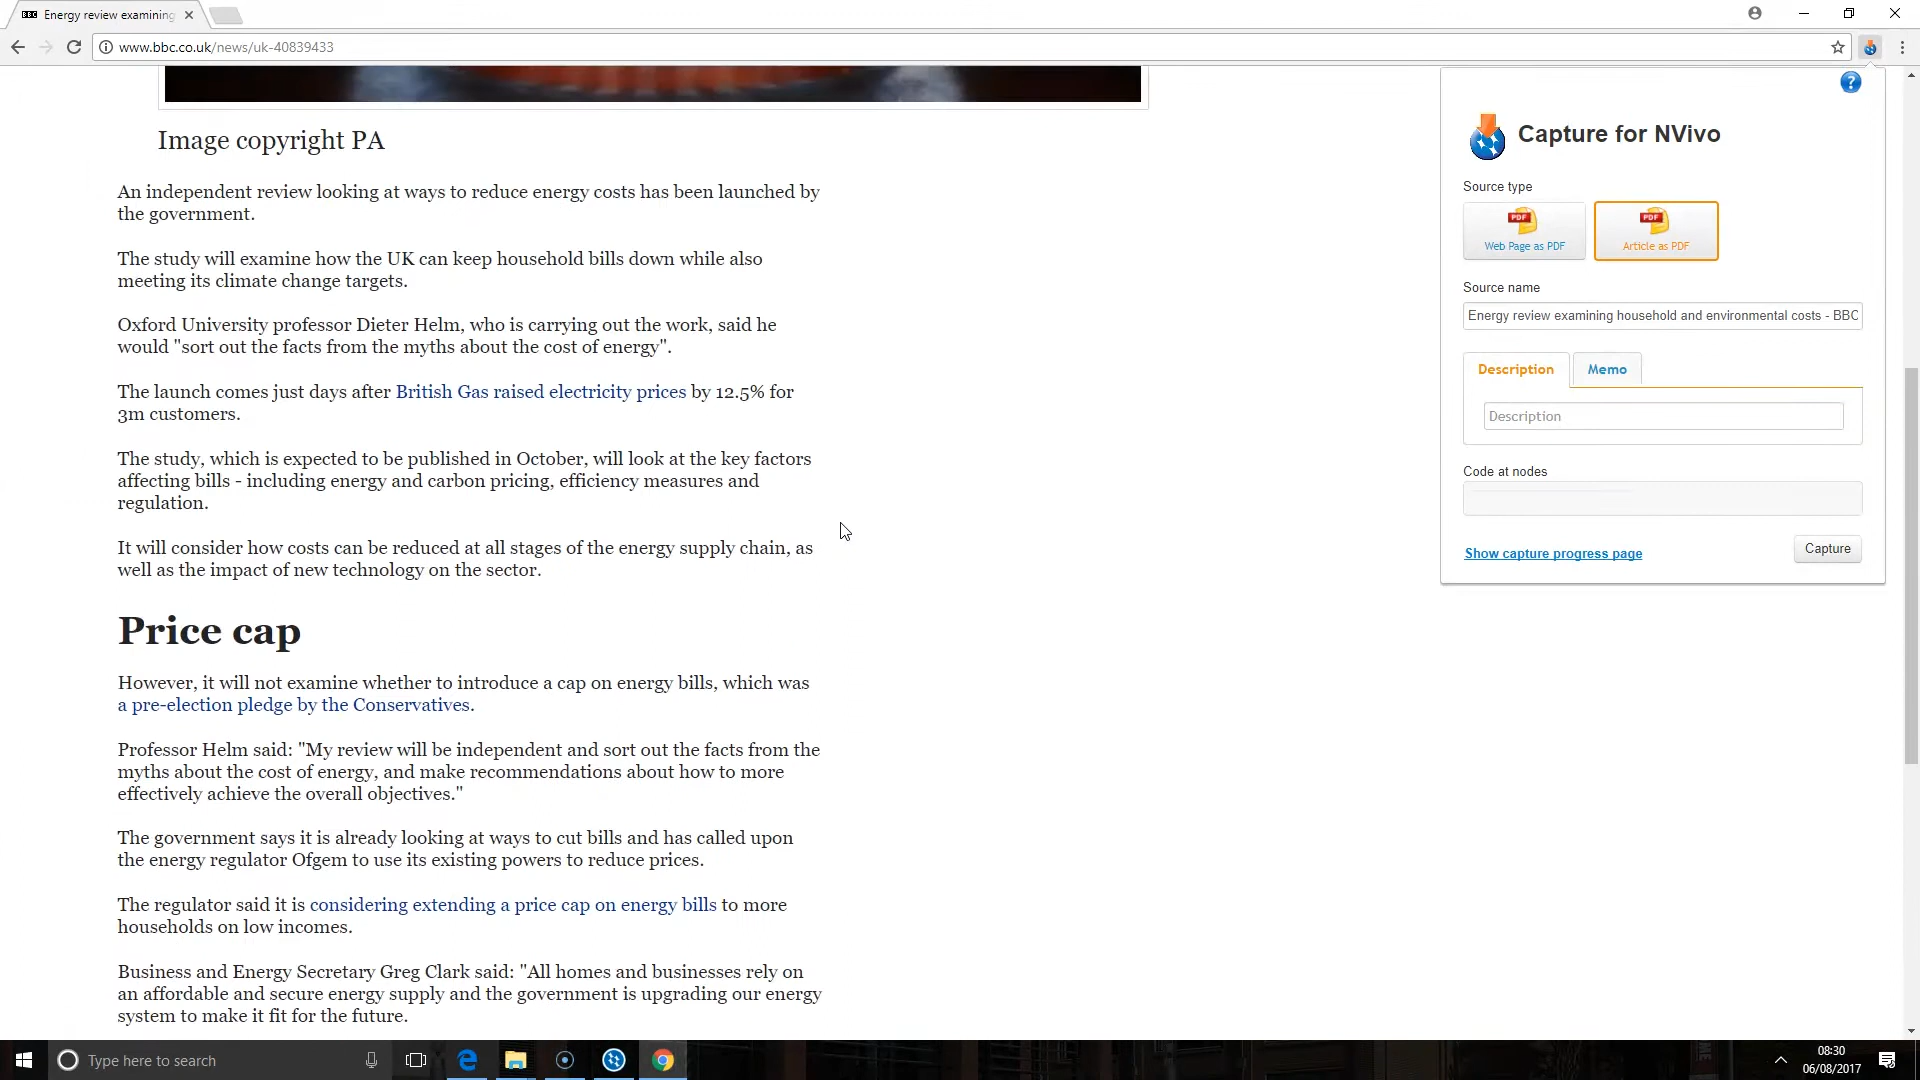 BBC Energy review examining
www.bbc.co.uk/news/uk-40839433
Image copyright PA
An independent review looking at ways to reduce energy costs has been launched by
the government.
The study will examine how the UK can keep household bills down while also
meeting its climate change targets.
Oxford University professor Dieter Helm, who is carrying out the work, said he
would "sort out the facts from the myths about the cost of energy".
The launch comes just days after British Gas raised electricity prices by 12.5% for
3m customers.
The study, which is expected to be published in October, will look at the key factors
affecting bills - including energy and carbon pricing, efficiency measures and
regulation.
It will consider how costs can be reduced at all stages of the energy supply chain, as
well as the impact of new technology on the sector.
Price cap
However, it will not examine whether to introduce a cap on energy bills, which was
a pre-election pledge by the Conservatives.
Professor Helm said: "My review will be independent and sort out the facts from the
myths about the cost of energy, and make recommendations about how to more
effectively achieve the overall objectives."
The government says it is already looking at ways to cut bills and has called upon
the energy regulator Ofgem to use its existing powers to reduce prices.
The regulator said it is considering extending a price cap on energy bills to more
households on low incomes.
Business and Energy Secretary Greg Clark said: "All homes and businesses rely on
an affordable and secure energy supply and the government is upgrading our energy
system to make it fit for the future.
?
Capture for NVivo
Source type
PDF
Web Page as PDF
PDF
Article as PDF
Source name
Energy review examining household and environmental costs - BBC
Description
Memo
Description
Code at nodes
Show capture progress page
Capture
Type here to search
08:30
06/08/2017